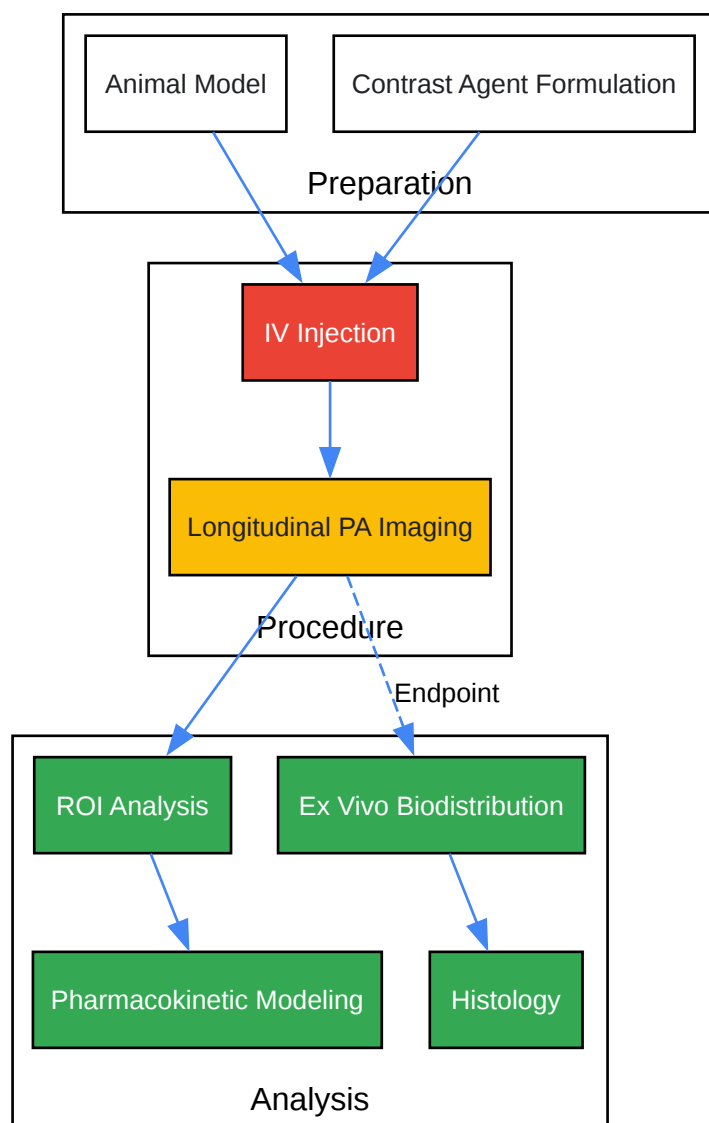 Animal Model
Contrast Agent Formulation
Preparation
IV Injection
Longitudinal PA Imaging
Procedure
Endpoint
ROI Analysis
Ex Vivo Biodistribution
Pharmacokinetic Modeling
Histology
Analysis